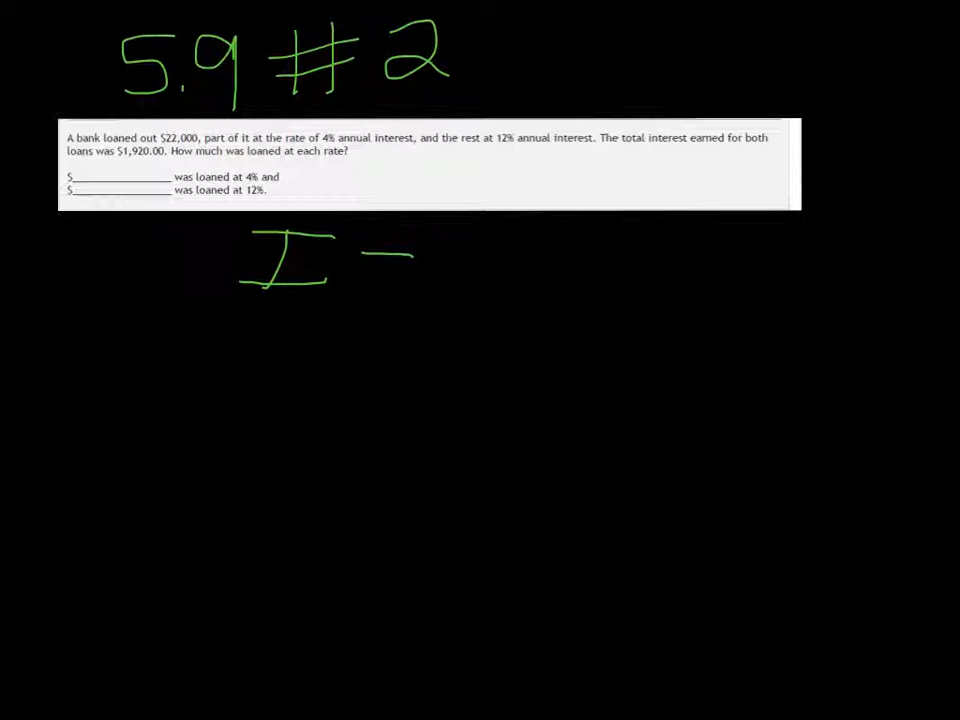 5.9 # 2
A bank loaned out $22,000, part of it at the rate of 4% annual interest, and the rest at 12% annual interest. The total interest earned for both
loans was $1,920.00. How much was loaned at each rate?
$_________________ was loaned at 4% and
$_________________ was loaned at 12%.
I =